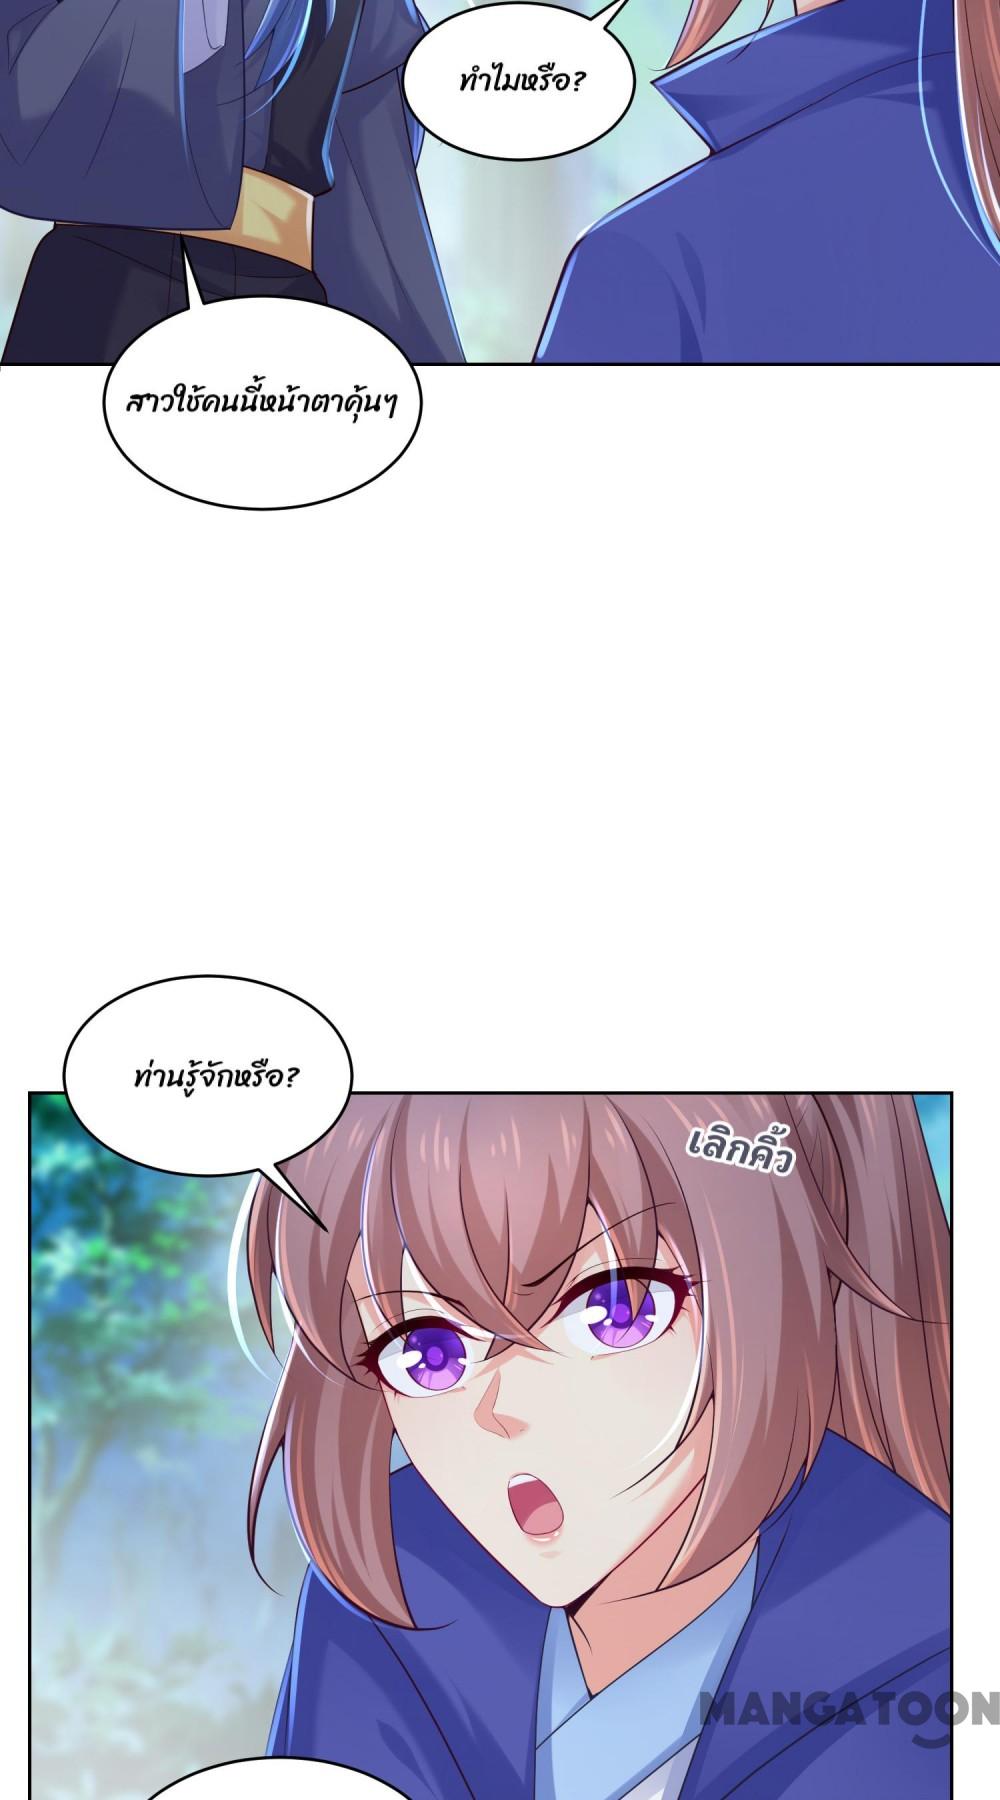 ทำไมหรือ?
สาวใช้คนนี้หน้าตาคุ้นๆ
ท่านรู้จักหรือ?
เลิกคิ้ว
MANGATOON